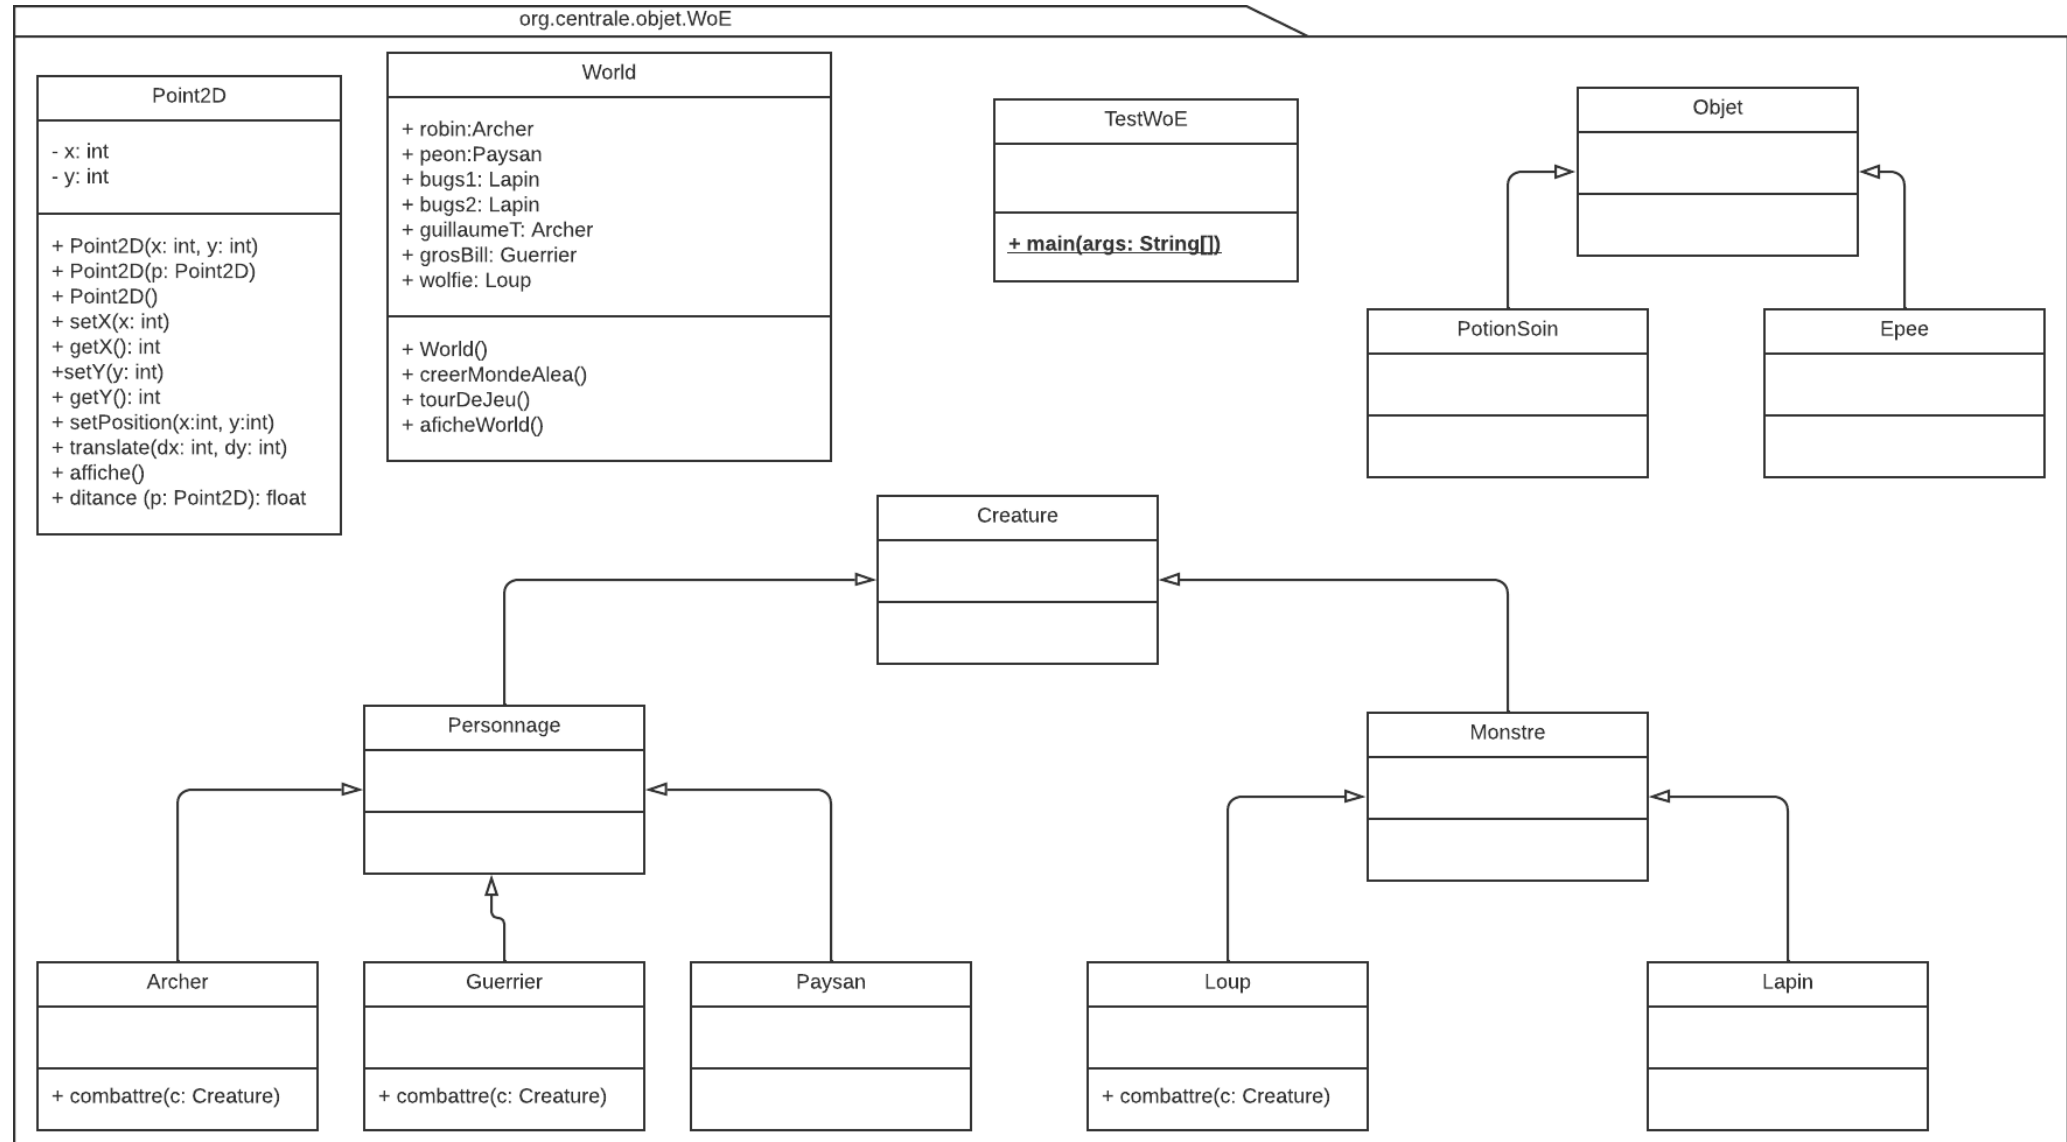 org.centrale.objet.WoE
Point2D
- x: int
- y: int
+ Point2D(x: int, y: int)
+ Point2D(p: Point2D)
+ Point2D()
+ setX(x: int)
+ getX(): int
+setY(y: int)
+ getY(): int
+ setPosition(x:int, y:int)
+ translate(dx: int, dy: int)
+ affiche()
+ ditance (p: Point2D): float
World
+ robin:Archer
+ peon:Paysan
+ bugs1: Lapin
+ bugs2: Lapin
+ guillaumeT: Archer
+ grosBill: Guerrier
+ wolfie: Loup
+ World()
+ creerMondeAlea()
+ tourDeJeu()
+ aficheWorld()
TestWoE
+ main(args: String[])
Objet
PotionSoin
Epee
Creature
Personnage
Monstre
Archer
+ combattre(c: Creature)
Guerrier
+ combattre(c: Creature)
Paysan
Loup
+ combattre(c: Creature)
Lapin